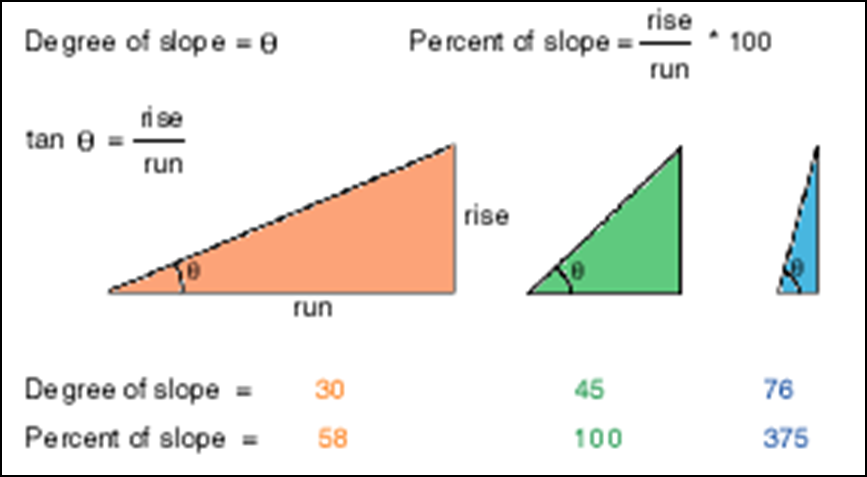 Degree of slope = θ
Percent of slope = rise / run * 100
tan θ = rise / run
rise
θ
θ
θ
run
Degree of slope = 30 45 76
Percent of slope = 58 100 375